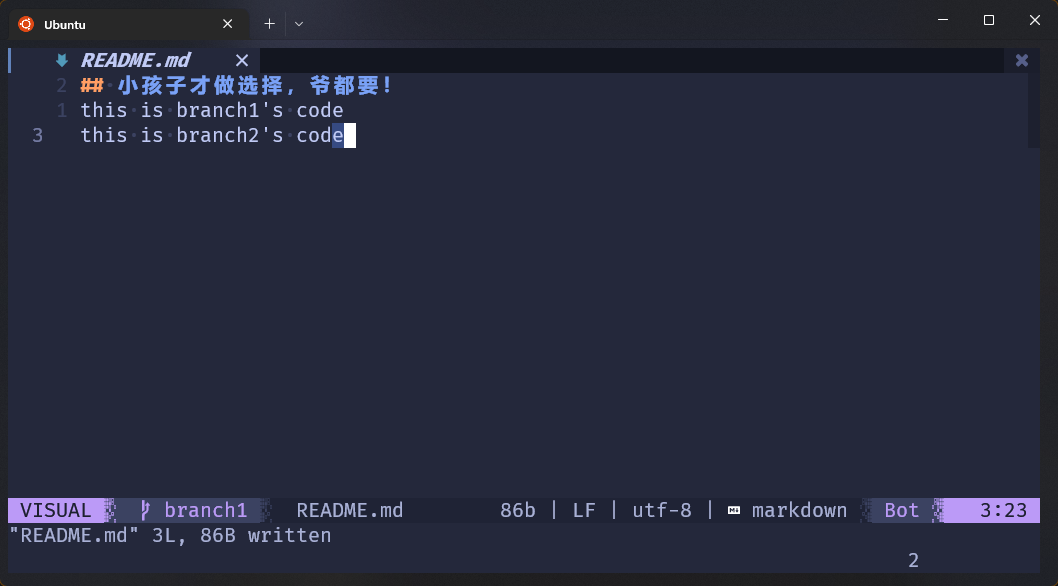 Ubuntu
README.md
2 ## 小孩子才做选择，爷都要！
1 this is branch1's code
3 this is branch2's code
VISUAL branch1 README.md 86b | LF | utf-8 | markdown Bot 3:23
"README.md" 3L, 86B written
2